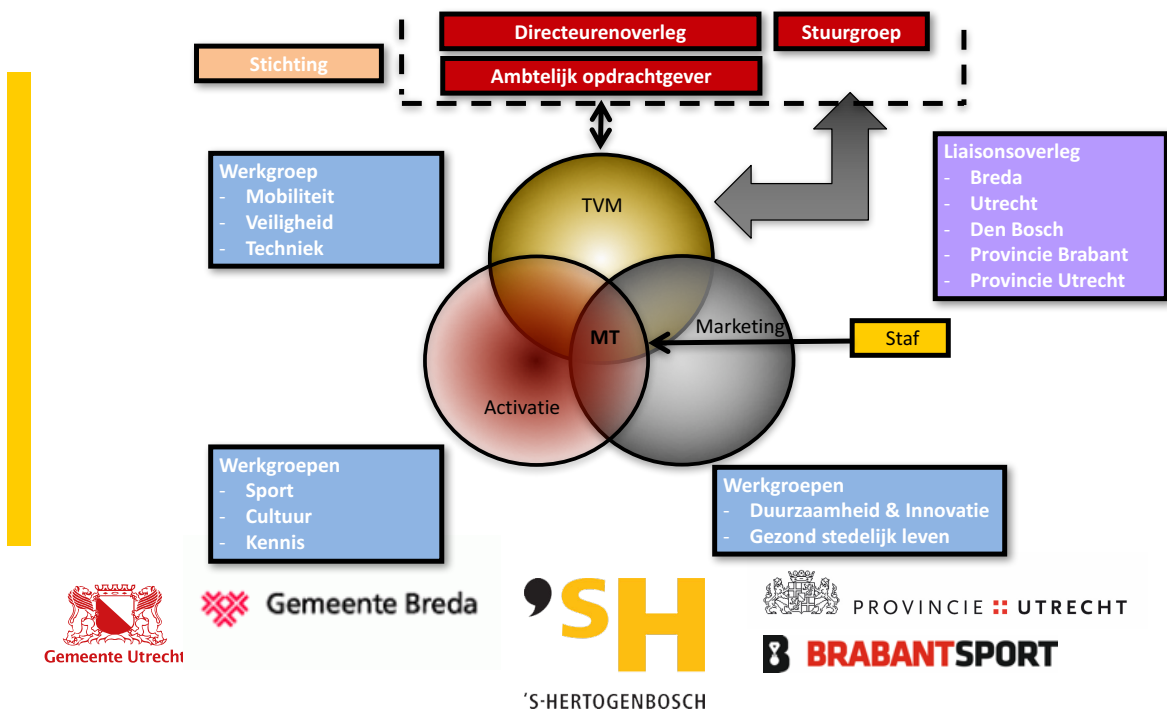 Directeurenoverleg
Stuurgroep
Stichting
Ambtelijk opdrachtgever
Werkgroep
- Mobiliteit
- Veiligheid
- Techniek
TVM
Liaisonsoverleg
- Breda
- Utrecht
- Den Bosch
- Provincie Brabant
- Provincie Utrecht
MT
Marketing
Staf
Activatie
Werkgroepen
- Sport
- Cultuur
- Kennis
Werkgroepen
- Duurzaamheid & Innovatie
- Gezond stedelijk leven
Gemeente Utrecht
Gemeente Breda
'SH
'S-HERTOGENBOSCH
PROVINCIE :: UTRECHT
B BRABANTSPORT